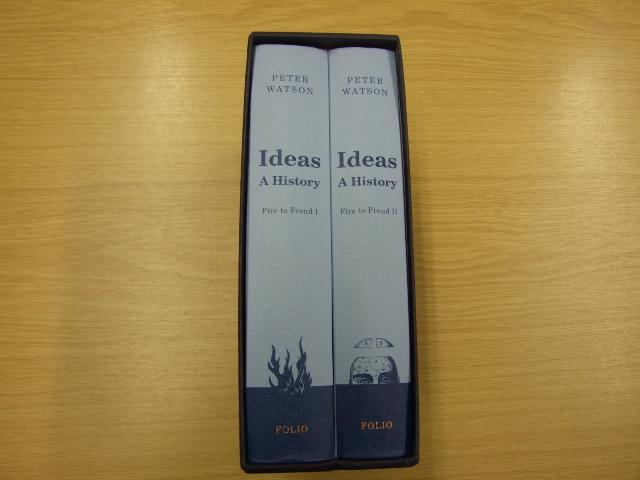 PETER
WATSON
Ideas
A History
Fire to Freud I
FOLIO
PETER
WATSON
Ideas
A History
Fire to Freud II
FOLIO